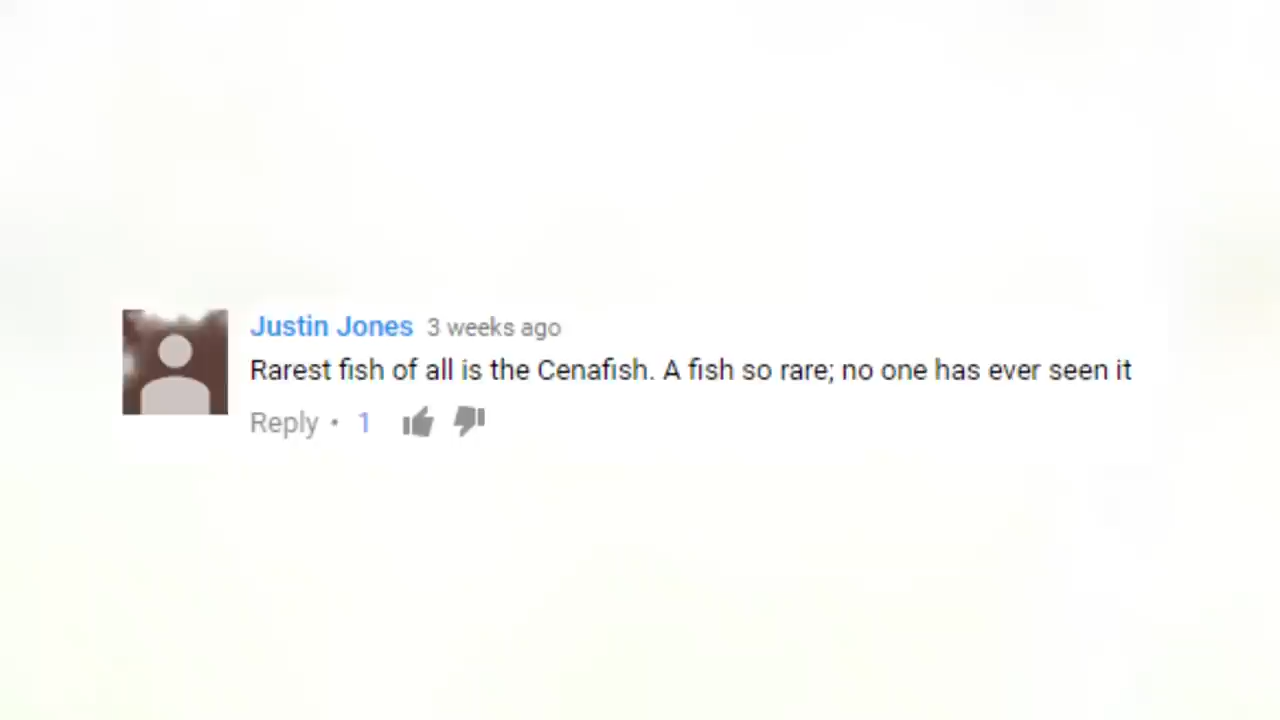 Justin Jones 3 weeks ago
Rarest fish of all is the Cenafish. A fish so rare; no one has ever seen it
Reply • 1